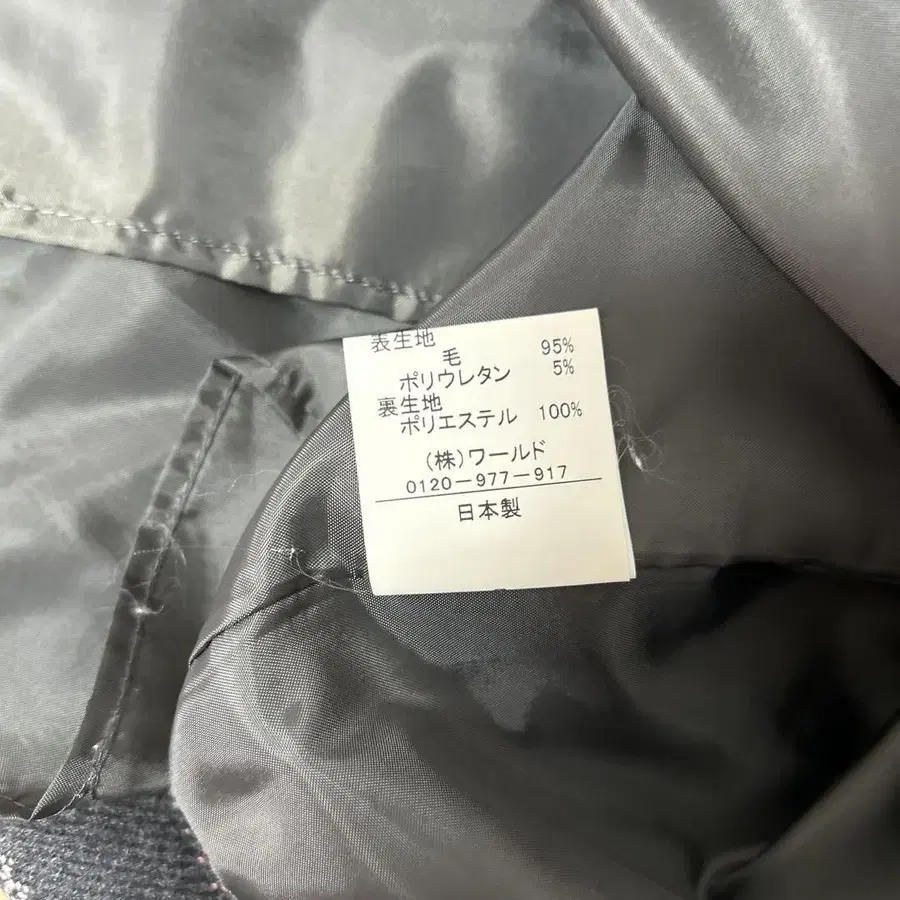 表生地
毛 95%
ポリウレタン 5%
裏生地
ポリエステル 100%
(株)ワールド
0120-977-917
日本製